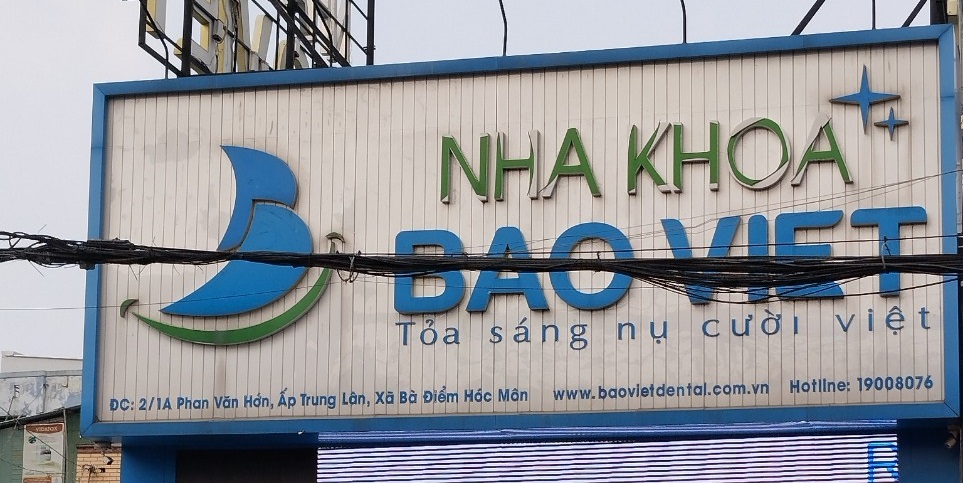 NHA KHOA
BAO VIET
Tỏa sáng nụ cười việt
ĐC: 2/1A Phan Văn Hớn, Ấp Trung Lân, Xã Bà Điểm Hóc Môn www.baovietdental.com.vn Hotline: 19008076